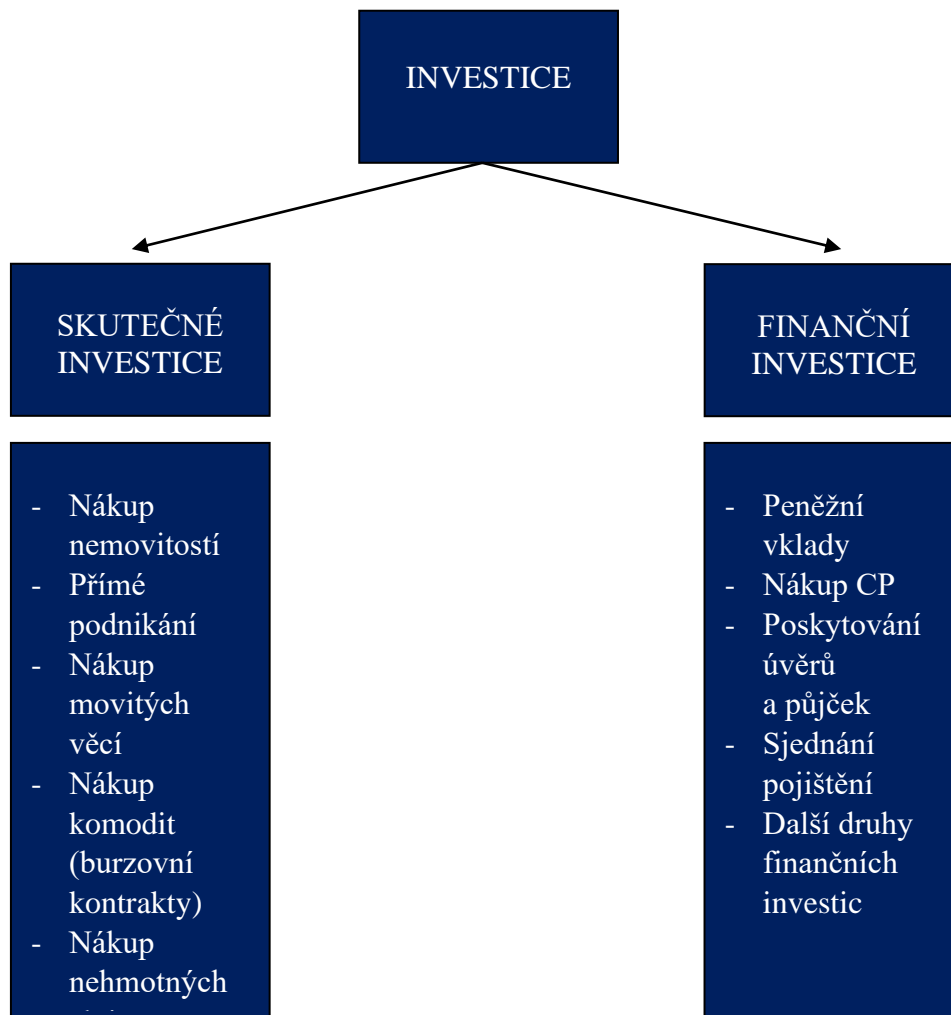 INVESTICE
SKUTEČNÉ
INVESTICE
FINANČNÍ
INVESTICE
- Nákup
nemovitostí
- Přímé
podnikání
- Nákup
movitých
věcí
- Nákup
komodit
(burzovní
kontrakty)
- Nákup
nehmotných
- Peněžní
vklady
- Nákup CP
- Poskytování
úvěrů
a půjček
- Sjednání
pojištění
- Další druhy
finančních
investic